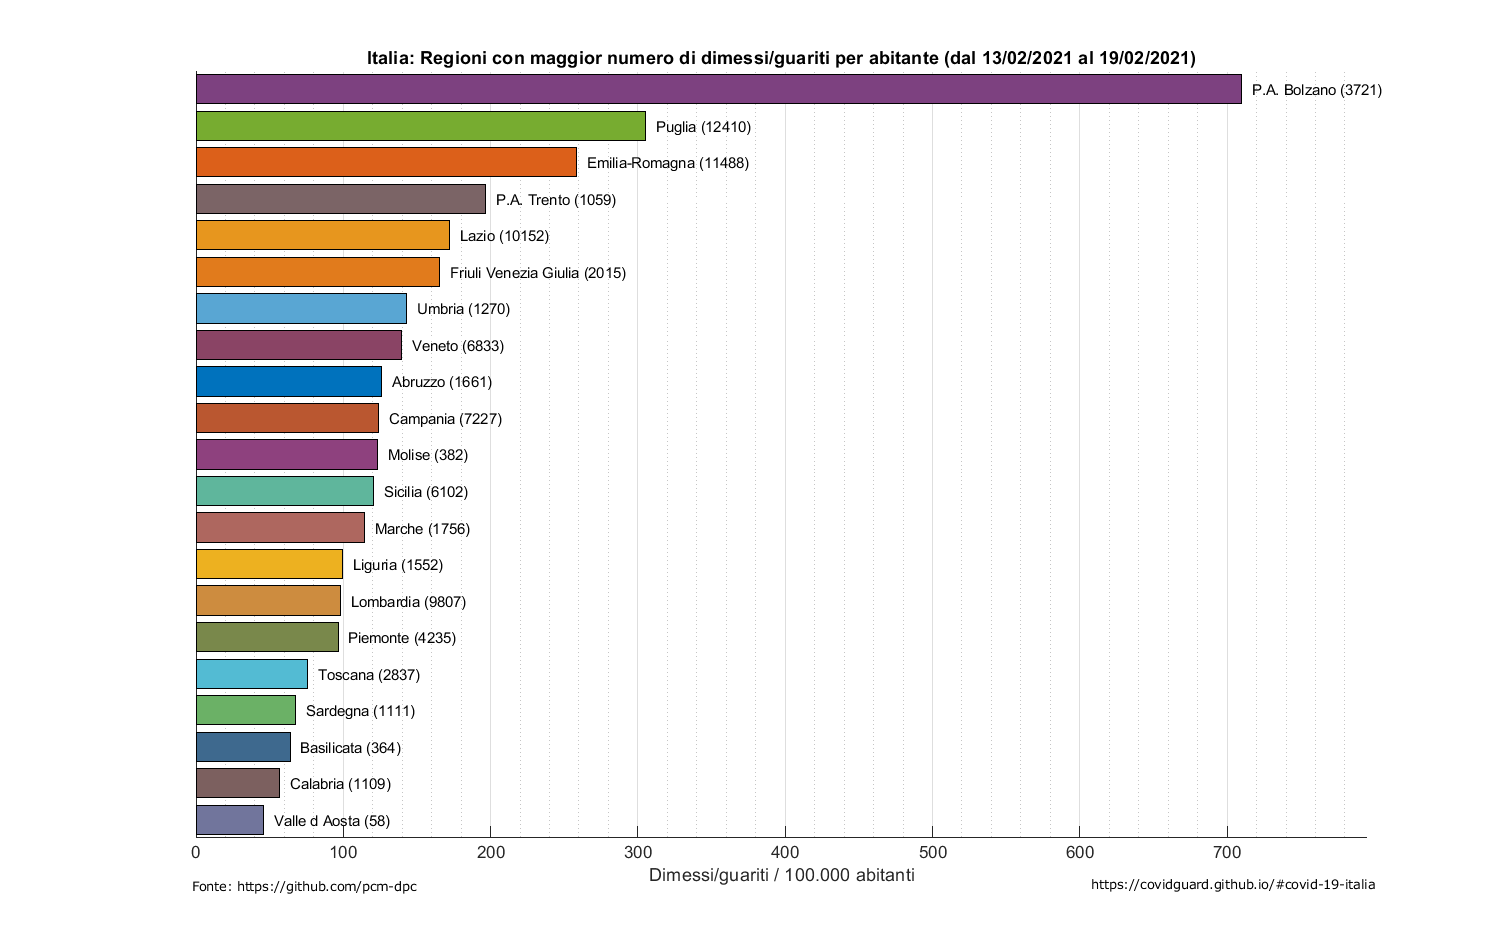 Italia: Regioni con maggior numero di dimessi/guariti per abitante (dal 13/02/2021 al 19/02/2021)
P.A. Bolzano (3721)
Puglia (12410)
Emilia-Romagna (11488)
P.A. Trento (1059)
Lazio (10152)
Friuli Venezia Giulia (2015)
Umbria (1270)
Veneto (6833)
Abruzzo (1661)
Campania (7227)
Molise (382)
Sicilia (6102)
Marche (1756)
Liguria (1552)
Lombardia (9807)
Piemonte (4235)
Toscana (2837)
Sardegna (1111)
Basilicata (364)
Calabria (1109)
Valle d Aosta (58)
0 100 200 300 400 500 600 700
Dimessi/guariti / 100.000 abitanti
Fonte: https://github.com/pcm-dpc
https://covidguard.github.io/#covid-19-italia